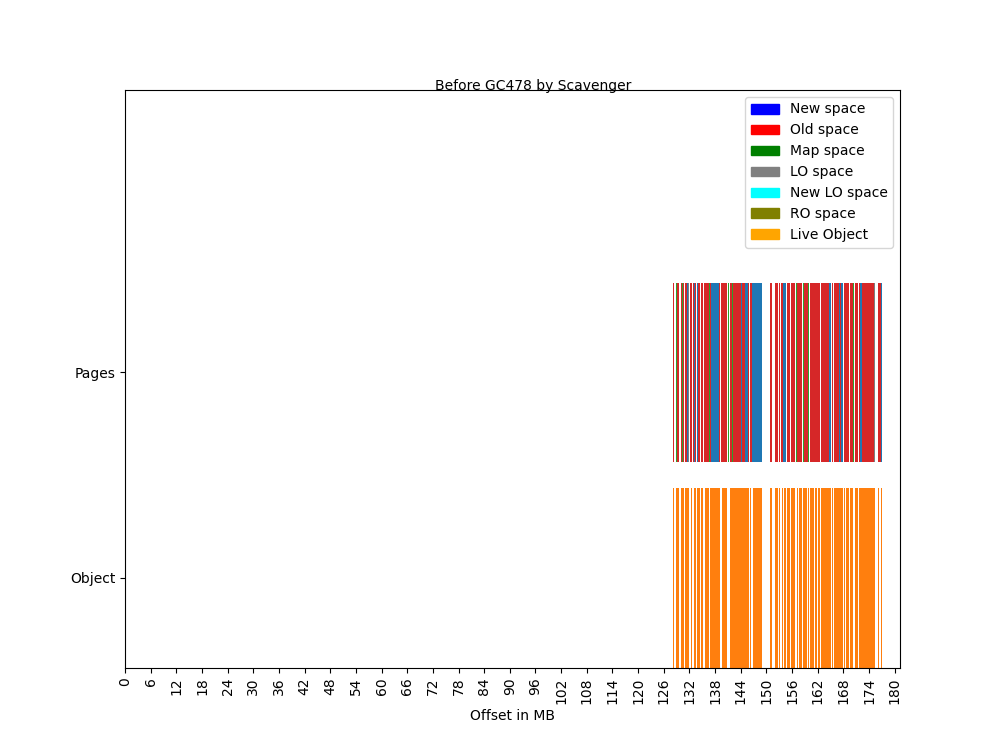 Before GC478 by Scavenger
New space
Old space
Map space
LO space
New LO space
RO space
Live Object
Pages
Object
0 6 12 18 24 30 36 42 48 54 60 66 72 78 84 90 96 102 108 114 120 126 132 138 144 150 156 162 168 174 180
Offset in MB